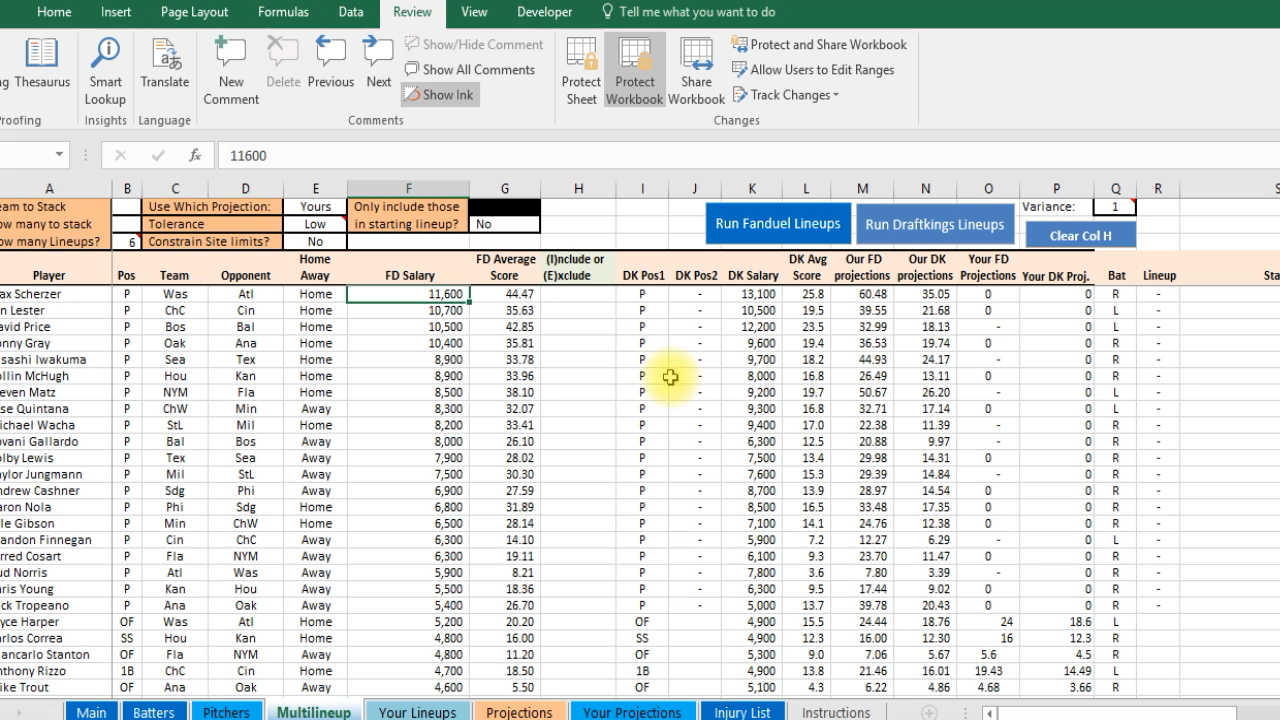 Home Insert Page Layout Formulas Data Review View Developer Tell me what you want to do
Show/Hide Comment Protect and Share Workbook
Show All Comments Allow Users to Edit Ranges
Show Ink Track Changes
Thesaurus Smart Lookup Translate New Comment Delete Previous Next Protect Sheet Protect Workbook Share Workbook
Proofing Insights Language Comments Changes
fx 11600
A B C D E F G H I J K L M N O P Q R S
Team to Stack Use Which Projection: Yours Only include those Variance: 1
How many to stack Tolerance Low in starting lineup? No Run Fanduel Lineups Run Draftkings Lineups
How many Lineups? 6 Constrain Site limits? No Clear Col H
Player Pos Team Opponent Home Away FD Salary FD Average Score (I)nclude or (E)xclude DK Pos1 DK Pos2 DK Salary DK Avg Score Our FD projections Our DK projections Your FD Projections Your DK Proj. Bat Lineup Sta
ax Scherzer P Was Atl Home 11,600 44.47 P - 13,100 25.8 60.48 35.05 0 0 R -
n Lester P ChC Cin Home 10,700 35.63 P - 10,500 19.5 39.55 21.68 0 0 L -
avid Price P Bos Bal Home 10,500 42.85 P - 12,200 23.5 32.99 18.13 - 0 L -
nny Gray P Oak Ana Home 10,400 35.81 P - 9,600 19.4 36.53 19.74 0 0 R -
sashi Iwakuma P Sea Tex Home 8,900 33.78 P - 9,700 18.2 44.93 24.17 - 0 R -
ollin McHugh P Hou Kan Home 8,900 33.96 P - 8,000 16.8 26.49 13.11 0 0 R -
even Matz P NYM Fla Home 8,500 38.10 P - 9,200 19.7 50.67 26.20 - 0 L -
se Quintana P ChW Min Away 8,300 32.07 P - 9,300 16.8 32.71 17.14 0 0 L -
ichael Wacha P StL Mil Home 8,200 33.41 P - 9,400 17.0 22.38 11.39 - 0 R -
ovani Gallardo P Bal Bos Away 8,000 26.10 P - 6,300 12.5 20.88 9.97 - 0 R -
olby Lewis P Tex Sea Away 7,900 28.02 P - 7,500 13.4 29.98 14.31 0 0 R -
aylor Jungmann P Mil StL Away 7,500 30.30 P - 7,600 15.3 29.39 14.84 - 0 R -
ndrew Cashner P Sdg Phi Away 6,900 27.59 P - 8,700 13.9 28.97 14.54 0 0 R -
aron Nola P Phi Sdg Home 6,800 31.89 P - 8,500 16.5 33.48 17.35 0 0 R -
le Gibson P Min ChW Home 6,500 28.14 P - 7,100 14.1 24.76 12.38 0 0 R -
randon Finnegan P Cin ChC Away 6,300 14.10 P - 5,900 7.2 12.27 6.29 - 0 L -
rred Cosart P Fla NYM Away 6,300 19.11 P - 6,100 9.3 23.70 11.47 0 0 R -
ud Norris P Atl Was Away 5,900 8.21 P - 7,800 3.6 7.80 3.39 - 0 R -
ris Young P Kan Hou Away 5,500 18.36 P - 6,300 9.5 17.44 9.02 0 0 R -
ck Tropeano P Ana Oak Away 5,400 26.70 P - 5,000 13.7 39.78 20.43 0 0 R -
yce Harper OF Was Atl Home 5,200 20.20 OF 4,900 15.5 24.44 18.76 24 18.6 L
arlos Correa SS Hou Kan Home 4,800 16.00 SS 4,900 12.3 16.00 12.30 16 12.3 R
ancarlo Stanton OF Fla NYM Away 4,800 11.20 OF 5,300 9.0 7.06 5.67 5.6 4.5 R
nthony Rizzo 1B ChC Cin Home 4,700 18.50 1B 4,900 13.8 21.46 16.01 19.43 14.49 L
ike Trout OF Ana Oak Away 4,600 5.50 OF 5,100 4.3 6.22 4.86 4.68 3.66 R
Main Batters Pitchers Multilineup Your Lineups Projections Your Projections Injury List Instructions